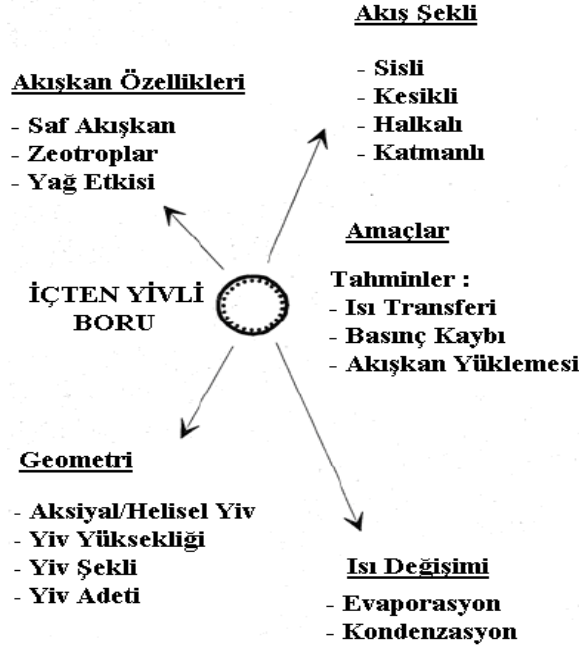 Akış Şekli
- Sisli
- Kesikli
- Halkalı
- Katmanlı
Akışkan Özellikleri
- Saf Akışkan
- Zeotroplar
- Yağ Etkisi
Amaçlar
Tahminler :
- Isı Transferi
- Basınç Kaybı
- Akışkan Yüklemesi
İÇTEN YİVLİ
BORU
Geometri
- Aksiyal/Helisel Yiv
- Yiv Yüksekliği
- Yiv Şekli
- Yiv Adeti
Isı Değişimi
- Evaporasyon
- Kondenzasyon